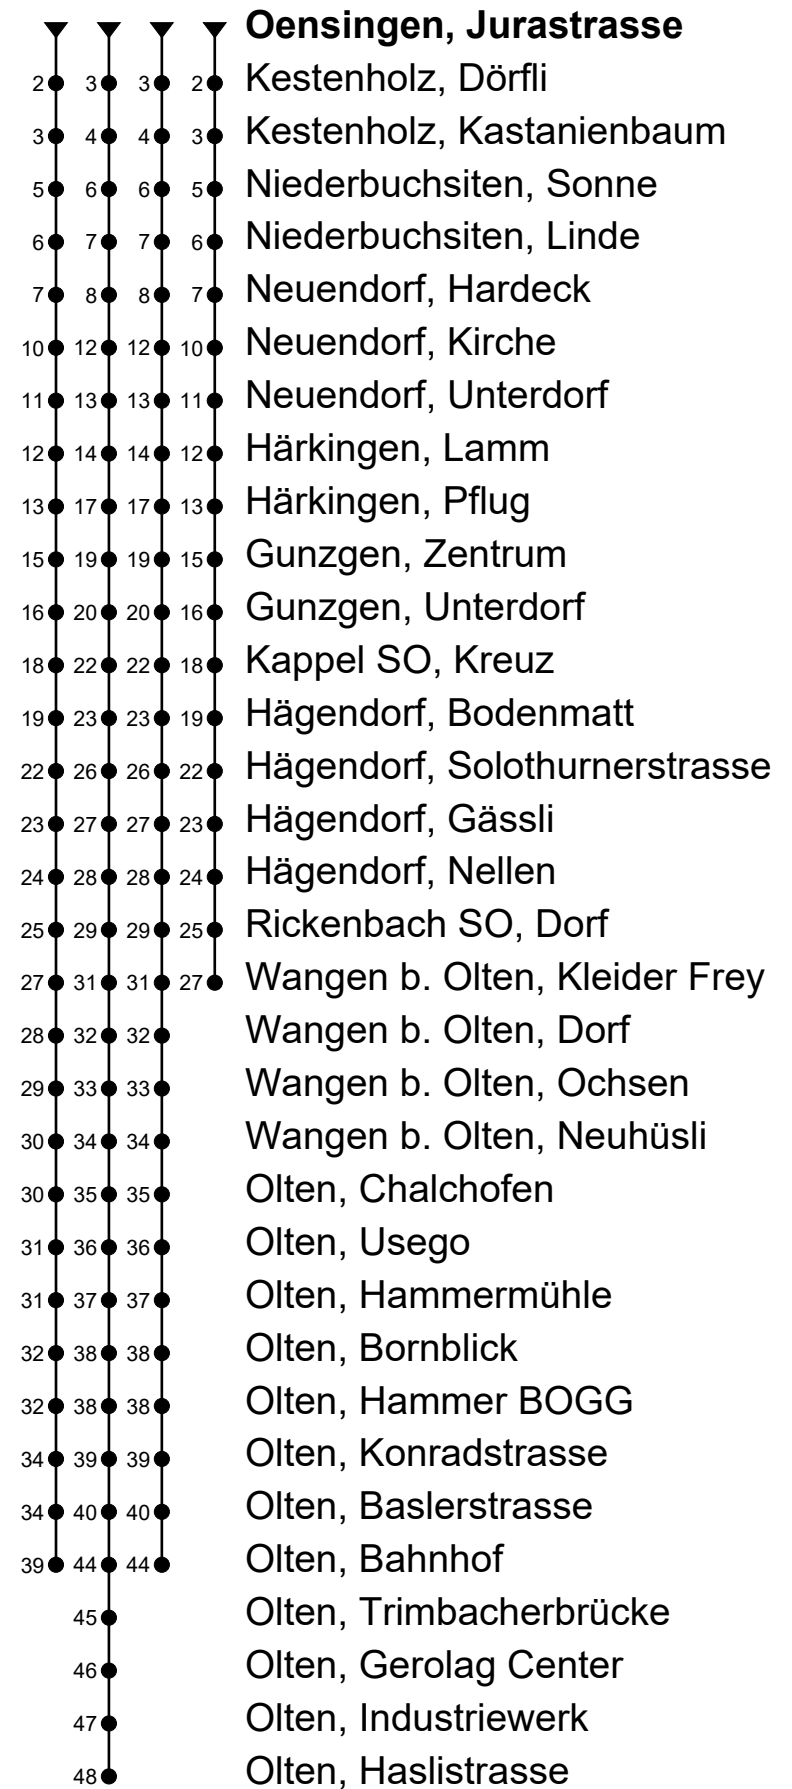 Oensingen, Jurastrasse
2 3 3 2 Kestenholz, Dörfli
3 4 4 3 Kestenholz, Kastanienbaum
5 6 6 5 Niederbuchsiten, Sonne
6 7 7 6 Niederbuchsiten, Linde
7 8 8 7 Neuendorf, Hardeck
10 12 12 10 Neuendorf, Kirche
11 13 13 11 Neuendorf, Unterdorf
12 14 14 12 Härkingen, Lamm
13 17 17 13 Härkingen, Pflug
15 19 19 15 Gunzgen, Zentrum
16 20 20 16 Gunzgen, Unterdorf
18 22 22 18 Kappel SO, Kreuz
19 23 23 19 Hägendorf, Bodenmatt
22 26 26 22 Hägendorf, Solothurnerstrasse
23 27 27 23 Hägendorf, Gässli
24 28 28 24 Hägendorf, Nellen
25 29 29 25 Rickenbach SO, Dorf
27 31 31 27 Wangen b. Olten, Kleider Frey
28 32 32 Wangen b. Olten, Dorf
29 33 33 Wangen b. Olten, Ochsen
30 34 34 Wangen b. Olten, Neuhüsli
30 35 35 Olten, Chalchofen
31 36 36 Olten, Usego
31 37 37 Olten, Hammermühle
32 38 38 Olten, Bornblick
32 38 38 Olten, Hammer BOGG
34 39 39 Olten, Konradstrasse
34 40 40 Olten, Baslerstrasse
39 44 44 Olten, Bahnhof
45 Olten, Trimbacherbrücke
46 Olten, Gerolag Center
47 Olten, Industriewerk
48 Olten, Haslistrasse